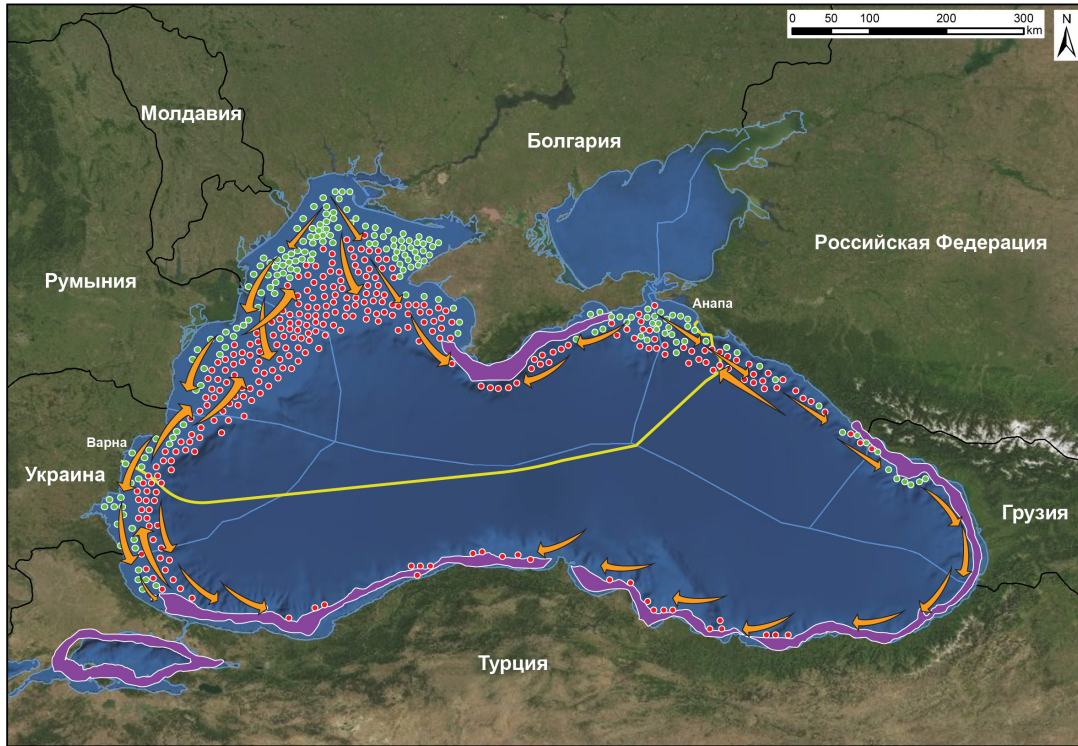 0 50 100 200 300
km
N
Молдавия
Болгария
Российская Федерация
Румыния
Анапа
Варна
Украина
Грузия
Турция